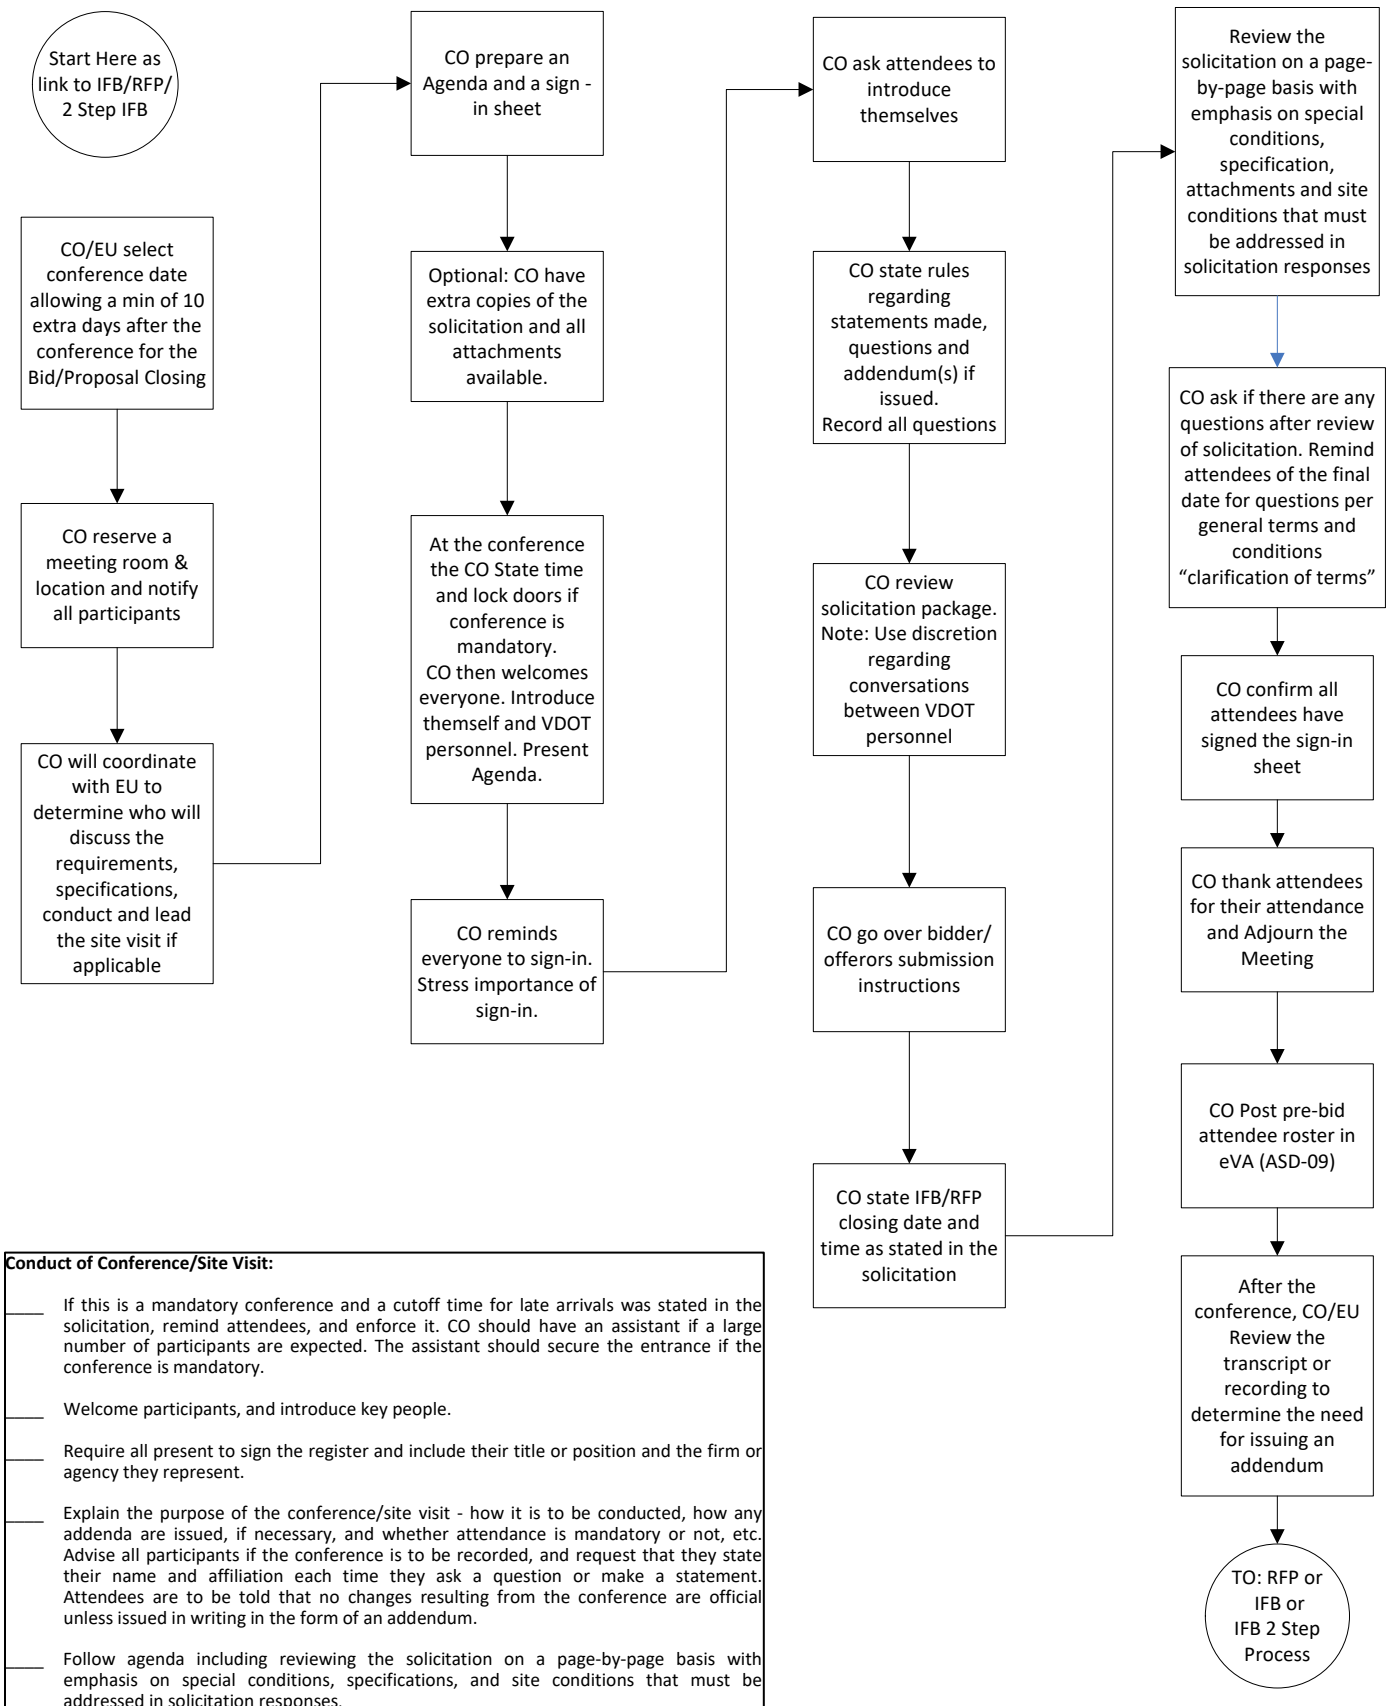 Start Here as
link to IFB/RFP/
2 Step IFB
CO/EU select
conference date
allowing a min of 10
extra days after the
conference for the
Bid/Proposal Closing
CO reserve a
meeting room &
location and notify
all participants
CO will coordinate
with EU to
determine who will
discuss the
requirements,
specifications,
conduct and lead
the site visit if
applicable
CO prepare an
Agenda and a sign -
in sheet
Optional: CO have
extra copies of the
solicitation and all
attachments
available.
At the conference
the CO State time
and lock doors if
conference is
mandatory.
CO then welcomes
everyone. Introduce
themself and VDOT
personnel. Present
Agenda.
CO reminds
everyone to sign-in.
Stress importance of
sign-in.
CO ask attendees to
introduce
themselves
CO state rules
regarding
statements made,
questions and
addendum(s) if
issued.
Record all questions
CO review
solicitation package.
Note: Use discretion
regarding
conversations
between VDOT
personnel
CO go over bidder/
offerors submission
instructions
CO state IFB/RFP
closing date and
time as stated in the
solicitation
Review the
solicitation on a page-
by-page basis with
emphasis on special
conditions,
specification,
attachments and site
conditions that must
be addressed in
solicitation responses
CO ask if there are any
questions after review
of solicitation. Remind
attendees of the final
date for questions per
general terms and
conditions
“clarification of terms”
CO confirm all
attendees have
signed the sign-in
sheet
CO thank attendees
for their attendance
and Adjourn the
Meeting
CO Post pre-bid
attendee roster in
eVA (ASD-09)
After the
conference, CO/EU
Review the
transcript or
recording to
determine the need
for issuing an
addendum
TO: RFP or
IFB or
IFB 2 Step
Process
Conduct of Conference/Site Visit:
____ If this is a mandatory conference and a cutoff time for late arrivals was stated in the
solicitation, remind attendees, and enforce it. CO should have an assistant if a large
number of participants are expected. The assistant should secure the entrance if the
conference is mandatory.
____ Welcome participants, and introduce key people.
____ Require all present to sign the register and include their title or position and the firm or
agency they represent.
____ Explain the purpose of the conference/site visit - how it is to be conducted, how any
addenda are issued, if necessary, and whether attendance is mandatory or not, etc.
Advise all participants if the conference is to be recorded, and request that they state
their name and affiliation each time they ask a question or make a statement.
Attendees are to be told that no changes resulting from the conference are official
unless issued in writing in the form of an addendum.
____ Follow agenda including reviewing the solicitation on a page-by-page basis with
emphasis on special conditions, specifications, and site conditions that must be
addressed in solicitation responses.